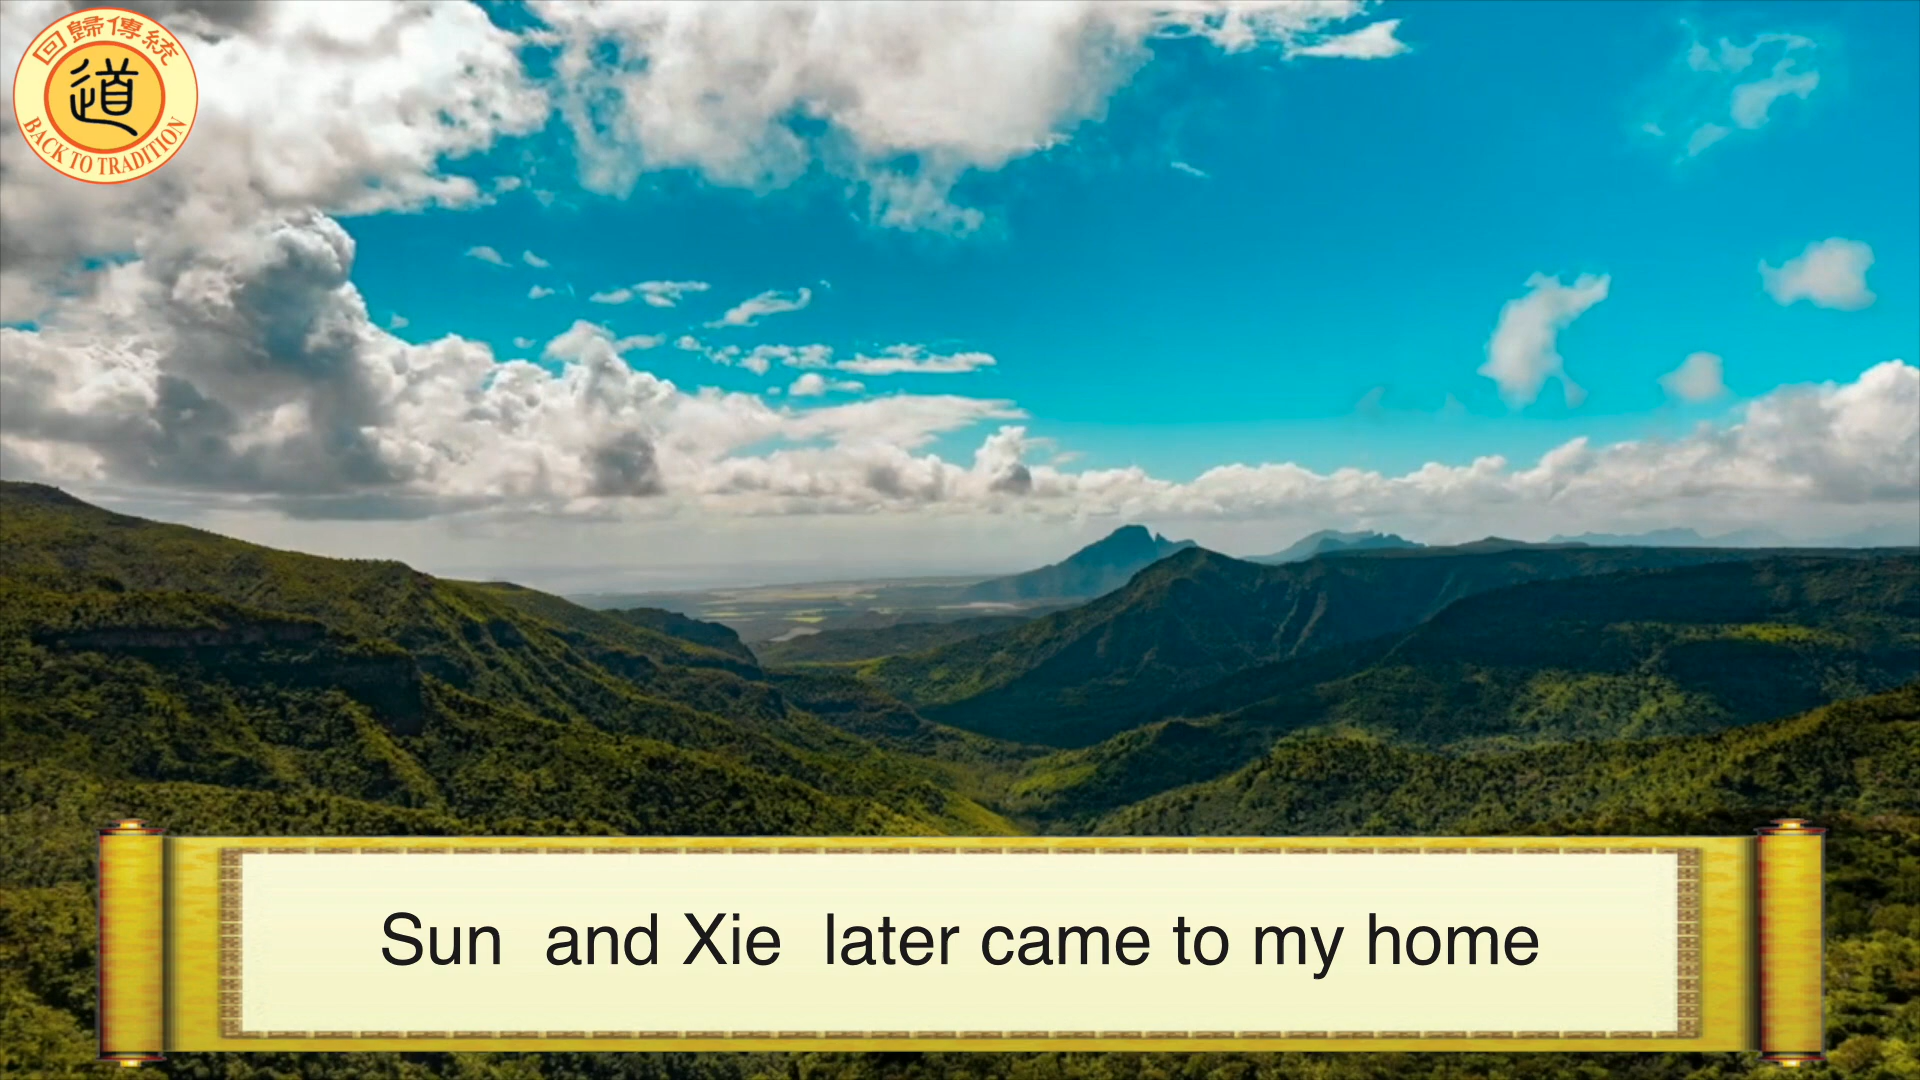 回歸傳統
道
BACK TO TRADITION
Sun  and Xie  later came to my home